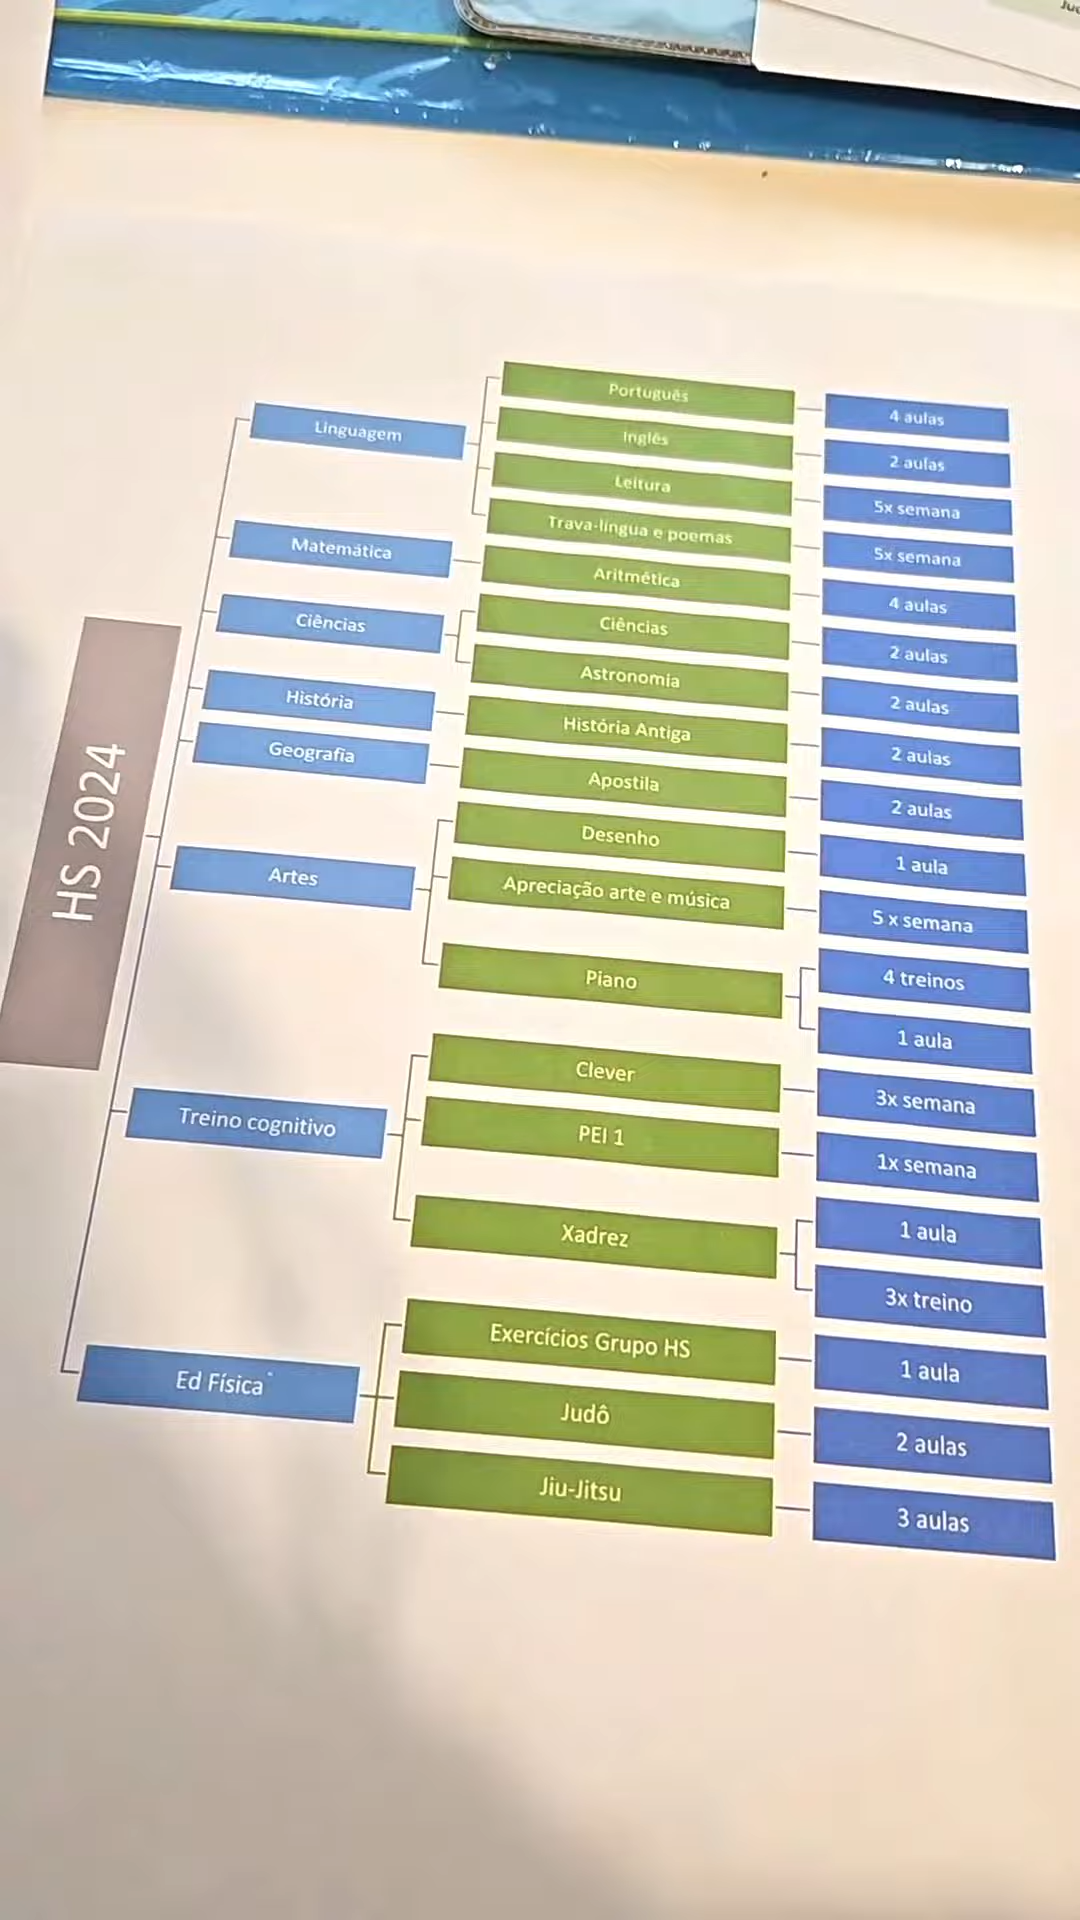 HS 2024
Linguagem
Português
4 aulas
Inglês
2 aulas
Leitura
5x semana
Trava-língua e poemas
5x semana
Matemática
Aritmética
4 aulas
Ciências
Ciências
2 aulas
Astronomia
2 aulas
História
História Antiga
2 aulas
Geografia
Apostila
2 aulas
Artes
Desenho
1 aula
Apreciação arte e música
5 x semana
Piano
4 treinos
1 aula
Treino cognitivo
Clever
3x semana
PEI 1
1x semana
Xadrez
1 aula
3x treino
Ed Física
Exercícios Grupo HS
1 aula
Judô
2 aulas
Jiu-Jitsu
3 aulas